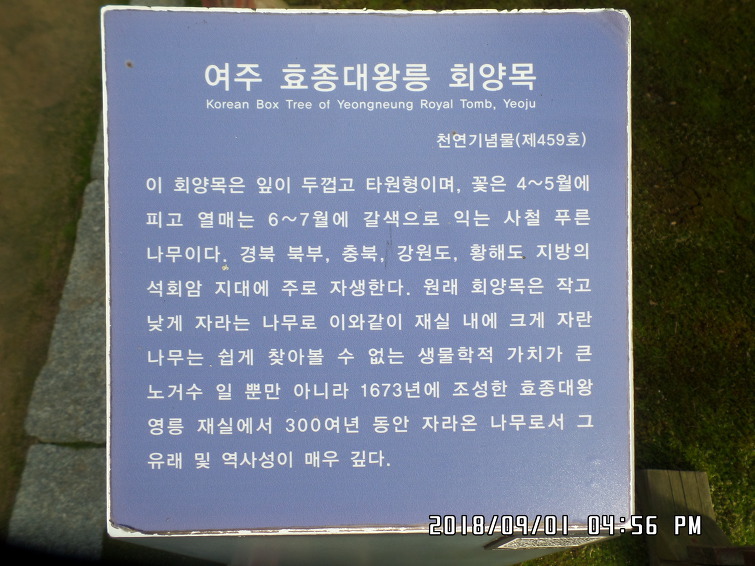 여주 효종대왕릉 회양목
Korean Box Tree of Yeongneung Royal Tomb, Yeoju
천연기념물(제459호)
이 회양목은 잎이 두껍고 타원형이며, 꽃은 4~5월에
피고 열매는 6~7월에 갈색으로 익는 사철 푸른
나무이다. 경북 북부, 충북, 강원도, 황해도 지방의
석회암 지대에 주로 자생한다. 원래 회양목은 작고
낮게 자라는 나무로 이와같이 재실 내에 크게 자란
나무는 쉽게 찾아볼 수 없는 생물학적 가치가 큰
노거수 일 뿐만 아니라 1673년에 조성한 효종대왕
영릉 재실에서 300여년 동안 자라온 나무로서 그
유래 및 역사성이 매우 깊다.
2018/09/01 04:56 PM